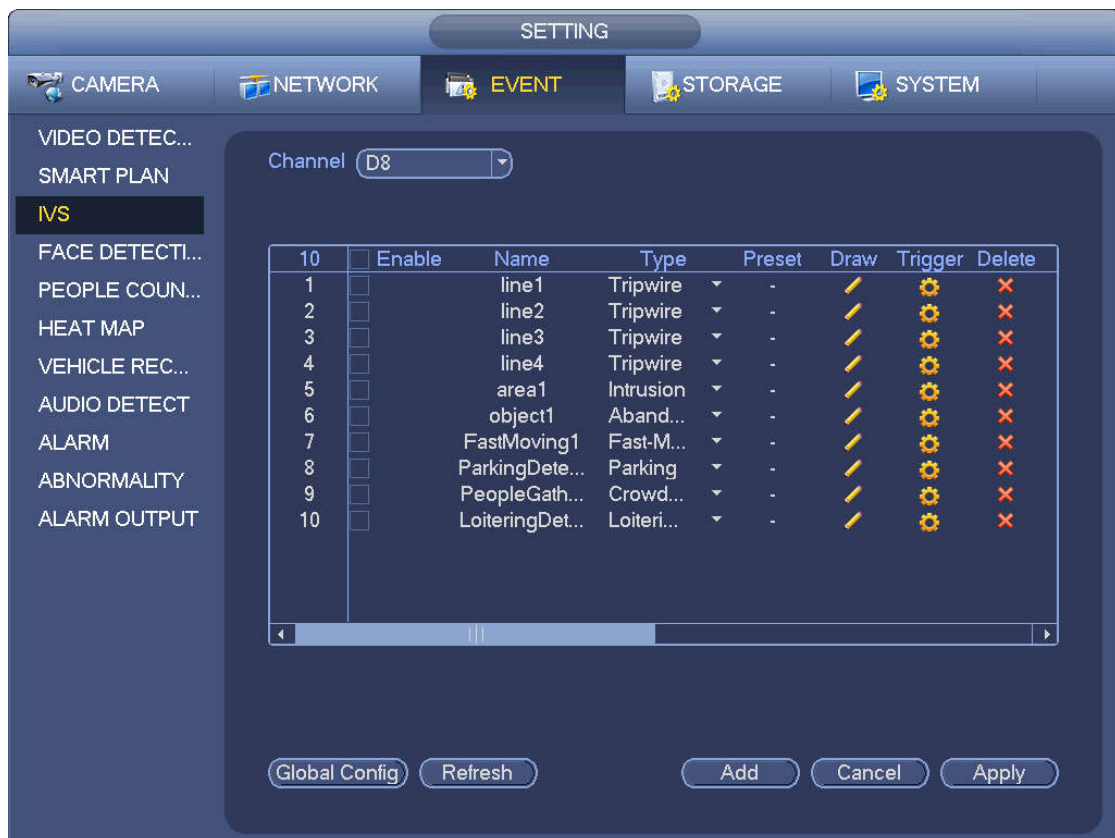 SETTING
CAMERA NETWORK EVENT STORAGE SYSTEM
VIDEO DETEC...
SMART PLAN
IVS
FACE DETECTI...
PEOPLE COUN...
HEAT MAP
VEHICLE REC...
AUDIO DETECT
ALARM
ABNORMALITY
ALARM OUTPUT
Channel D8
10 Enable Name Type Preset Draw Trigger Delete
1 line1 Tripwire -
2 line2 Tripwire -
3 line3 Tripwire -
4 line4 Tripwire -
5 area1 Intrusion -
6 object1 Aband... -
7 FastMoving1 Fast-M... -
8 ParkingDete... Parking -
9 PeopleGath... Crowd... -
10 LoiteringDet... Loiteri... -
Global Config Refresh Add Cancel Apply